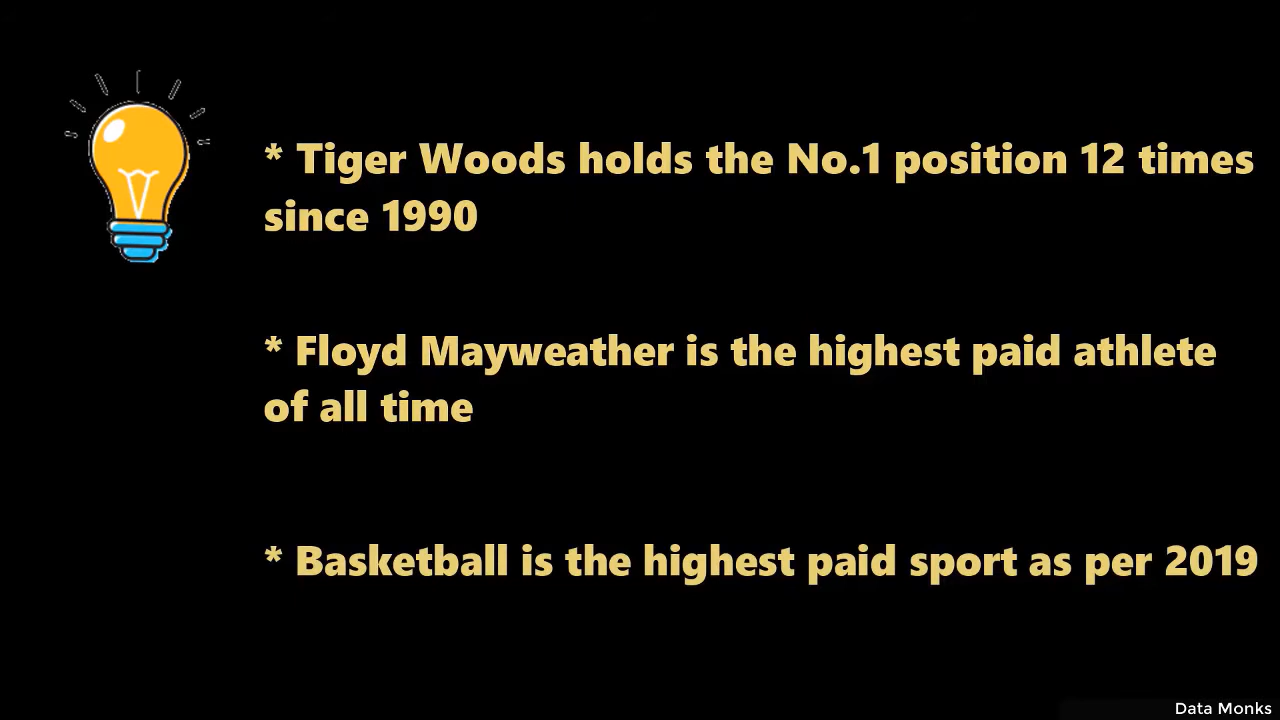 * Tiger Woods holds the No.1 position 12 times
since 1990
* Floyd Mayweather is the highest paid athlete
of all time
* Basketball is the highest paid sport as per 2019
Data Monks